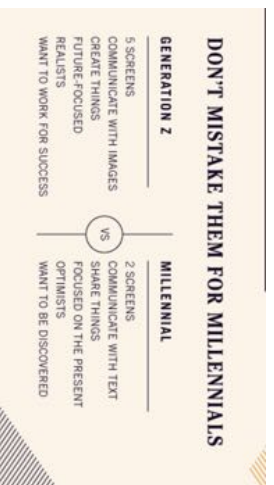 DON'T MISTAKE THEM FOR MILLENNIALS
GENERATION Z
5 SCREENS
COMMUNICATE WITH IMAGES
CREATE THINGS
FUTURE-FOCUSED
REALISTS
WANT TO WORK FOR SUCCESS
VS
MILLENNIAL
2 SCREENS
COMMUNICATE WITH TEXT
SHARE THINGS
FOCUSED ON THE PRESENT
OPTIMISTS
WANT TO BE DISCOVERED